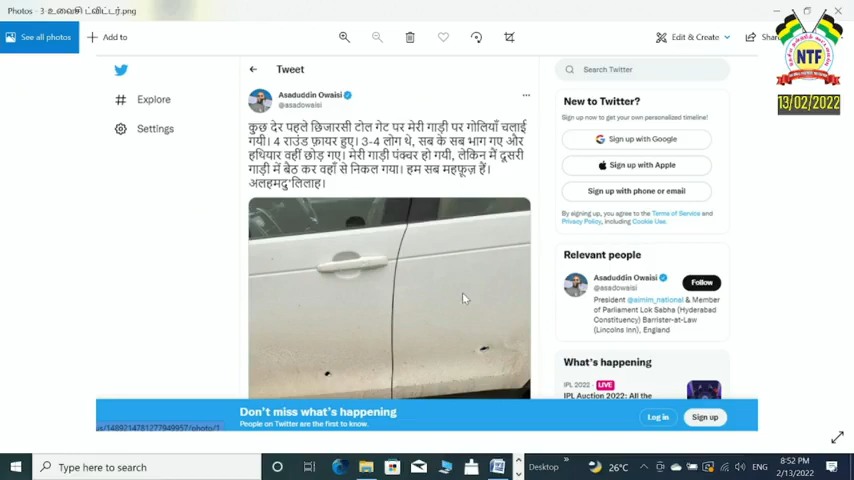 Photos - 3-உவைசி ட்விட்டர்.png
See all photos
Add to
Edit & Create
Share
NTF
13/02/2022
Explore
Settings
Tweet
Asaduddin Owaisi
@asadowaisi
कुछ देर पहले छिजारसी टोल गेट पर मेरी गाड़ी पर गोलियाँ चलाई
गयी। 4 राउंड फ़ायर हुए। 3-4 लोग थे, सब के सब भाग गए और
हथियार वहीं छोड़ गए। मेरी गाड़ी पंक्चर हो गयी, लेकिन मैं दूसरी
गाड़ी में बैठ कर वहाँ से निकल गया। हम सब महफ़ूज़ हैं।
अलहमदु'लिलाह।
Search Twitter
New to Twitter?
Sign up now to get your own personalized timeline!
Sign up with Google
Sign up with Apple
Sign up with phone or email
By signing up, you agree to the Terms of Service and
Privacy Policy, including Cookie Use.
Relevant people
Asaduddin Owaisi
@asadowaisi
Follow
President @aimim_national & Member
of Parliament Lok Sabha (Hyderabad
Constituency) Barrister-at-Law
(Lincolns Inn), England
What's happening
IPL 2022 · LIVE
IPL Auction 2022: All the
Don't miss what's happening
People on Twitter are the first to know.
Log in
Sign up
us/1489214781277949957/photo/1
Type here to search
Desktop
26°C
ENG
8:52 PM
2/13/2022